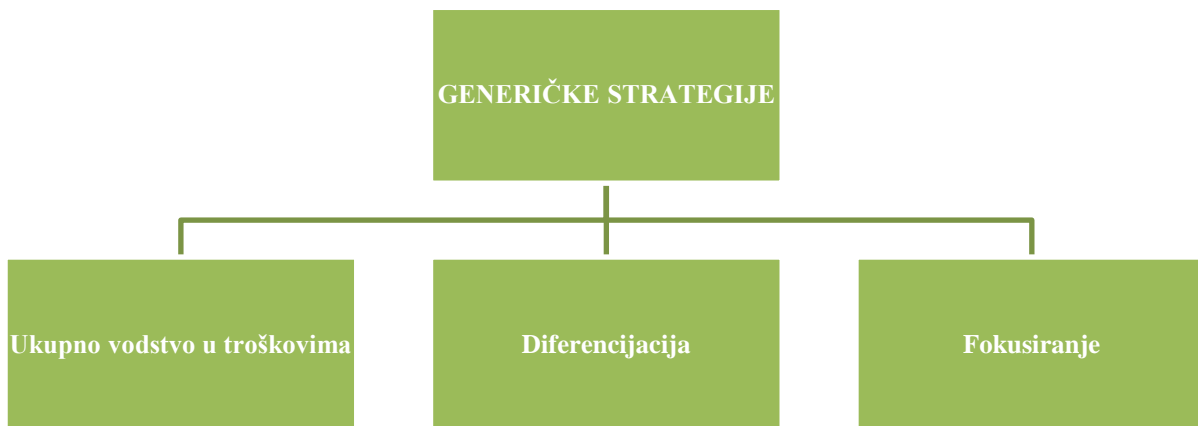 GENERIČKE STRATEGIJE
Ukupno vodstvo u troškovima
Diferencijacija
Fokusiranje